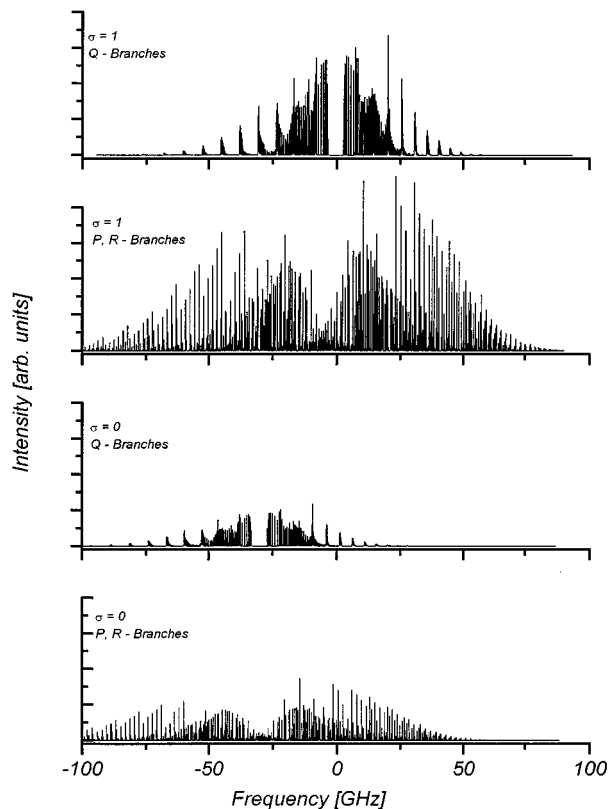 σ = 1
Q - Branches
σ = 1
P, R - Branches
σ = 0
Q - Branches
σ = 0
P, R - Branches
Intensity [arb. units]
-100 -50 0 50 100
Frequency [GHz]